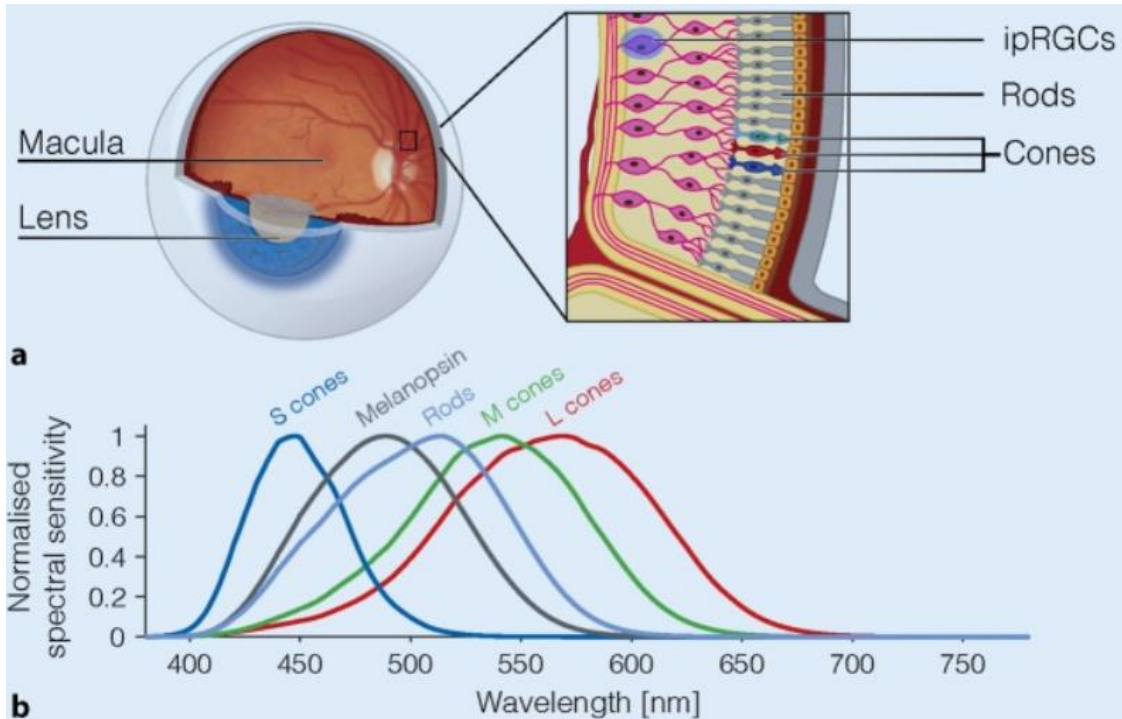 Macula
Lens
ipRGCs
Rods
Cones
a
S cones
Melanopsin
Rods
M cones
L cones
Normalised
spectral sensitivity
1
0.8
0.6
0.4
0.2
0
400 450 500 550 600 650 700 750
Wavelength [nm]
b